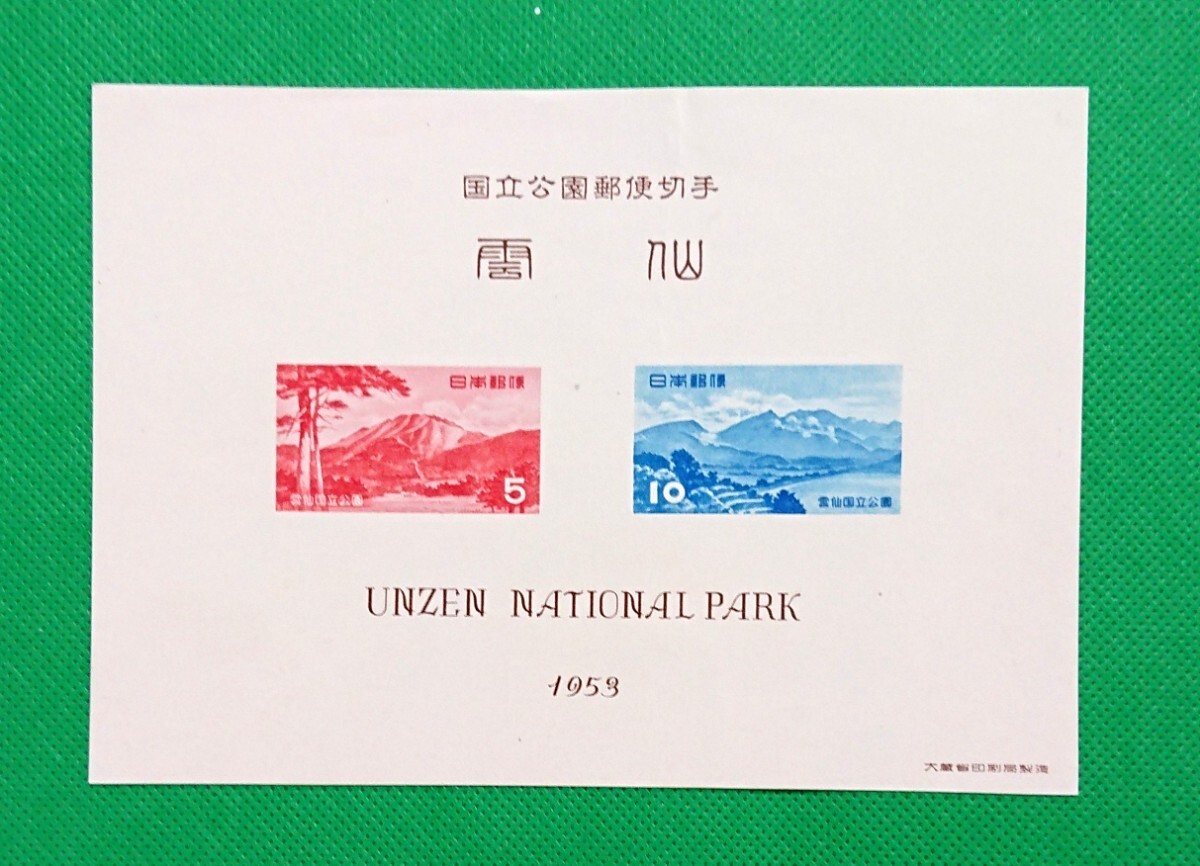 国立公園郵便切手
雲仙
日本郵便
5
雲仙国立公園
日本郵便
10
雲仙国立公園
UNZEN NATIONAL PARK
1953
大蔵省印刷局製造